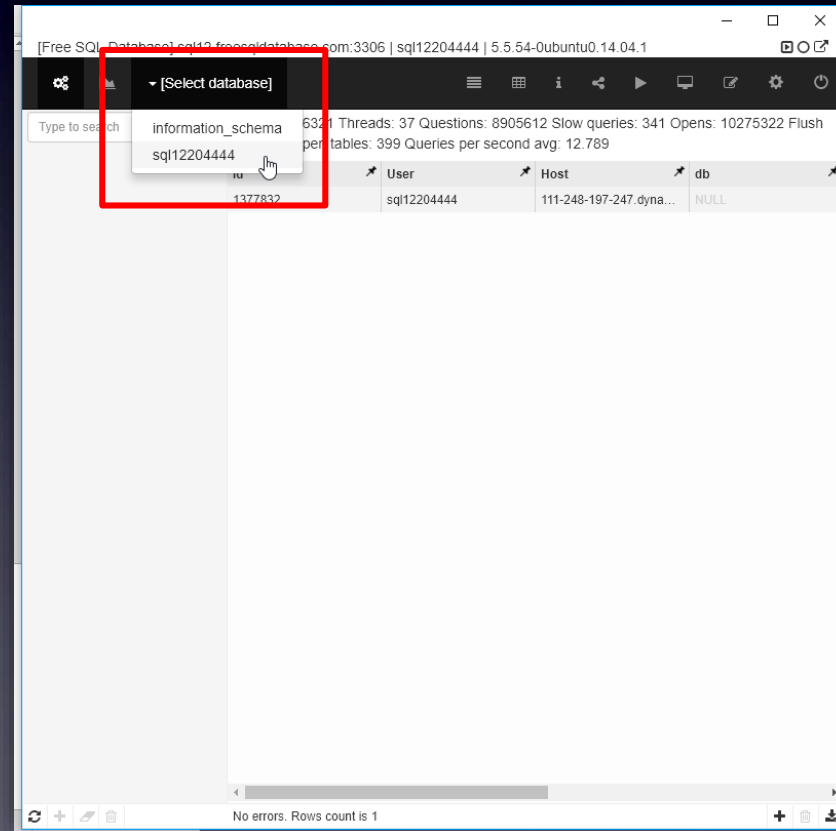 [Free SQL Database] sql12.freesqldatabase.com:3306 | sql12204444 | 5.5.54-0ubuntu0.14.04.1
[Select database]
Type to search
information_schema
sql12204444
6321 Threads: 37 Questions: 8905612 Slow queries: 341 Opens: 10275322 Flush
tables: 399 Queries per second avg: 12.789
Id User Host db
1377832 sql12204444 111-248-197-247.dyna... NULL
No errors. Rows count is 1